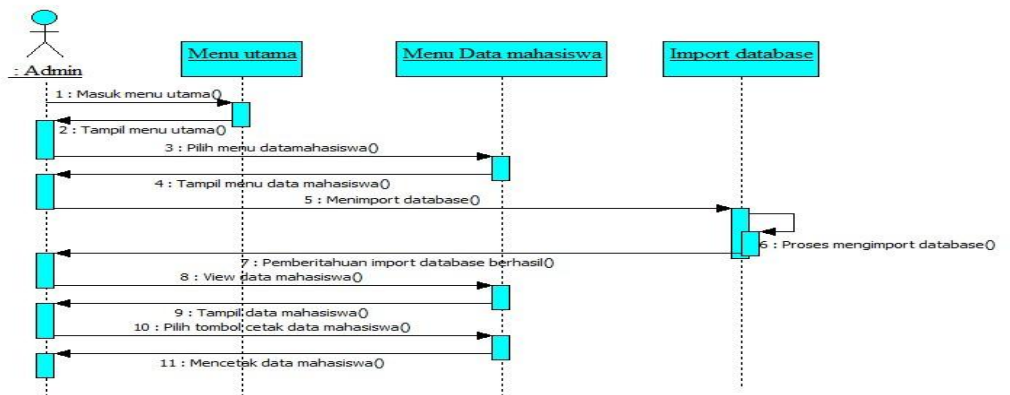 : Admin
Menu utama
Menu Data mahasiswa
Import database
1 : Masuk menu utama()
2 : Tampil menu utama()
3 : Pilih menu datamahasiswa()
4 : Tampil menu data mahasiswa()
5 : Menimport database()
6 : Proses mengimport database()
7 : Pemberitahuan import database berhasil()
8 : View data mahasiswa()
9 : Tampil data mahasiswa()
10 : Pilih tombol cetak data mahasiswa()
11 : Mencetak data mahasiswa()